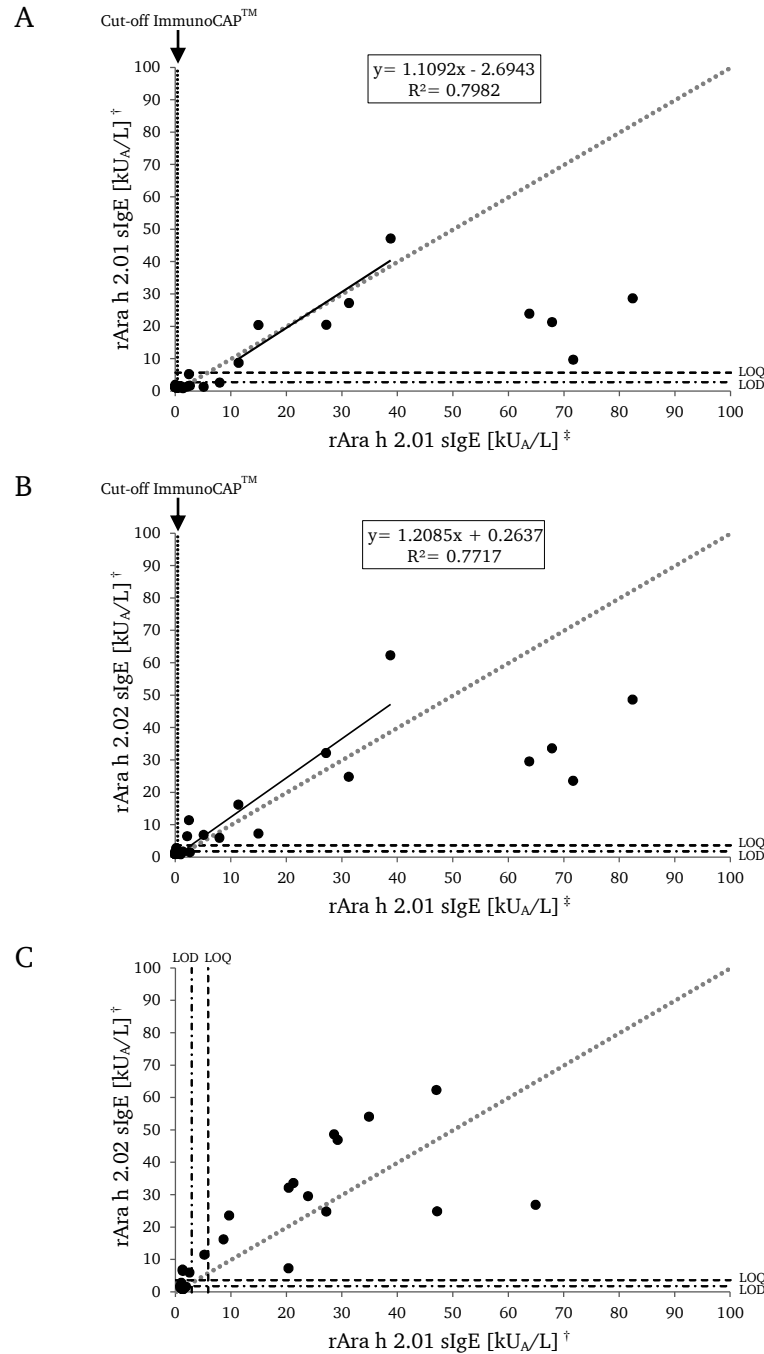 A
Cut-off ImmunoCAP™
y= 1.1092x - 2.6943
R²= 0.7982
rAra h 2.01 sIgE [kUA/L] †
100
90
80
70
60
50
40
30
20
10
0
LOQ
LOD
0 10 20 30 40 50 60 70 80 90 100
rAra h 2.01 sIgE [kUA/L] ‡
B
Cut-off ImmunoCAP™
y= 1.2085x + 0.2637
R²= 0.7717
rAra h 2.02 sIgE [kUA/L] †
100
90
80
70
60
50
40
30
20
10
0
LOQ
LOD
0 10 20 30 40 50 60 70 80 90 100
rAra h 2.01 sIgE [kUA/L] ‡
C
LOD LOQ
rAra h 2.02 sIgE [kUA/L] †
100
90
80
70
60
50
40
30
20
10
0
LOQ
LOD
0 10 20 30 40 50 60 70 80 90 100
rAra h 2.01 sIgE [kUA/L] †